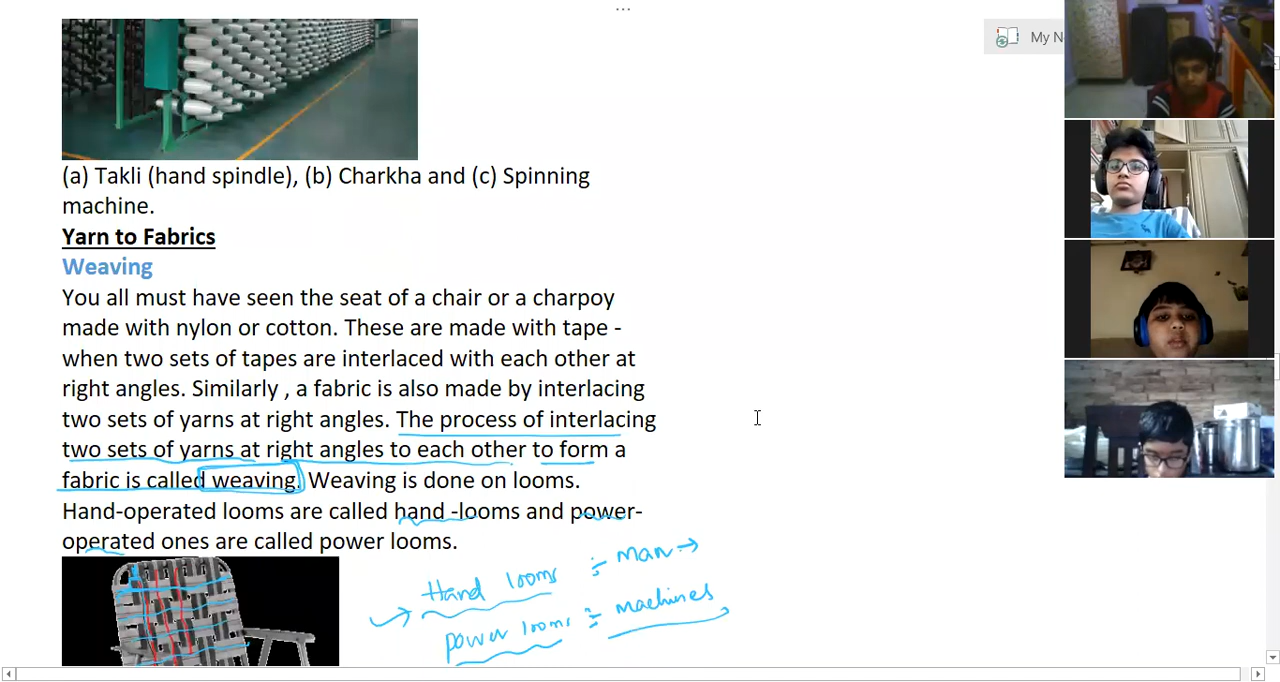 ...
My N
(a) Takli (hand spindle), (b) Charkha and (c) Spinning
machine.
Yarn to Fabrics
Weaving
You all must have seen the seat of a chair or a charpoy
made with nylon or cotton. These are made with tape -
when two sets of tapes are interlaced with each other at
right angles. Similarly , a fabric is also made by interlacing
two sets of yarns at right angles. The process of interlacing
two sets of yarns at right angles to each other to form a
fabric is called weaving. Weaving is done on looms.
Hand-operated looms are called hand -looms and power-
operated ones are called power looms.
Hand looms ÷ Man →
power looms ÷ machines